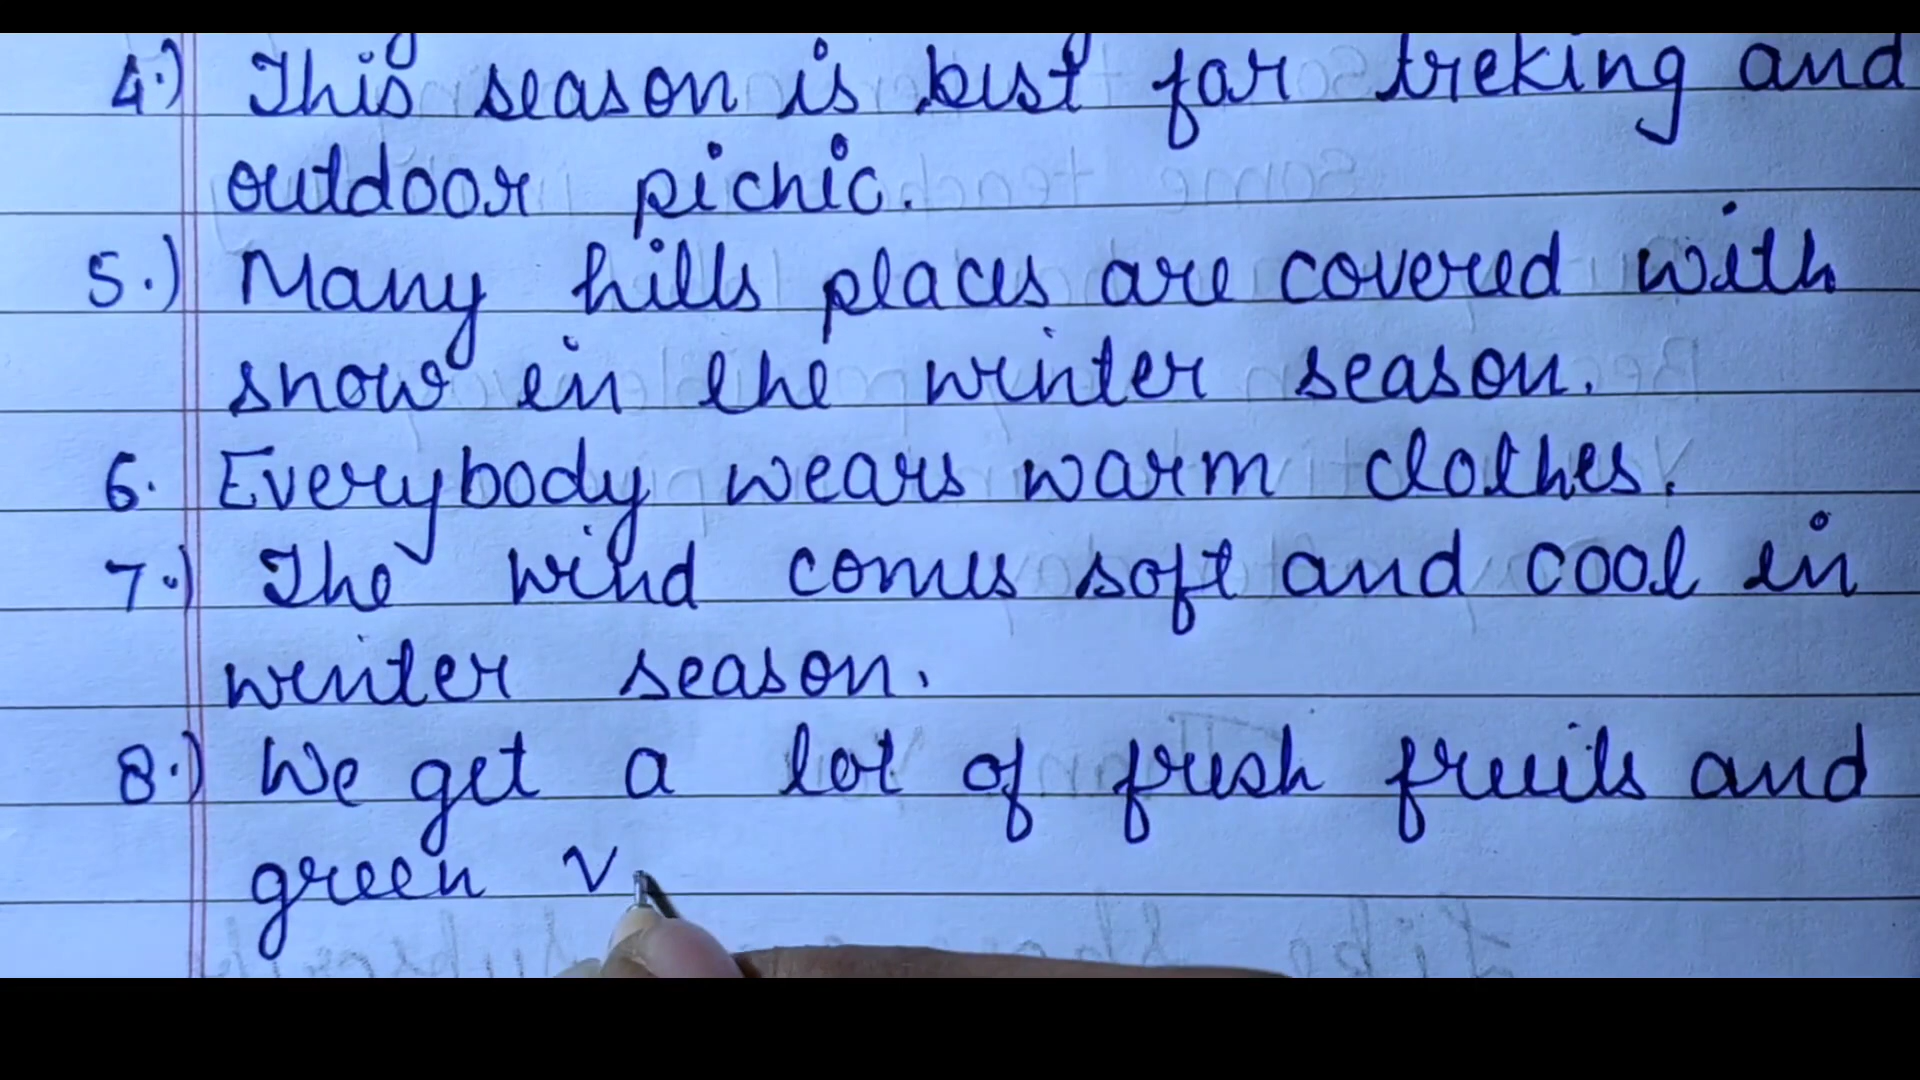 4.) This season is best for treking and
outdoor picnic.
5.) Many hills places are covered with
snow in the winter season.
6. Everybody wears warm clothes.
7.) The wind comes soft and cool in
winter season.
8.) We get a lot of fresh fruits and
green v